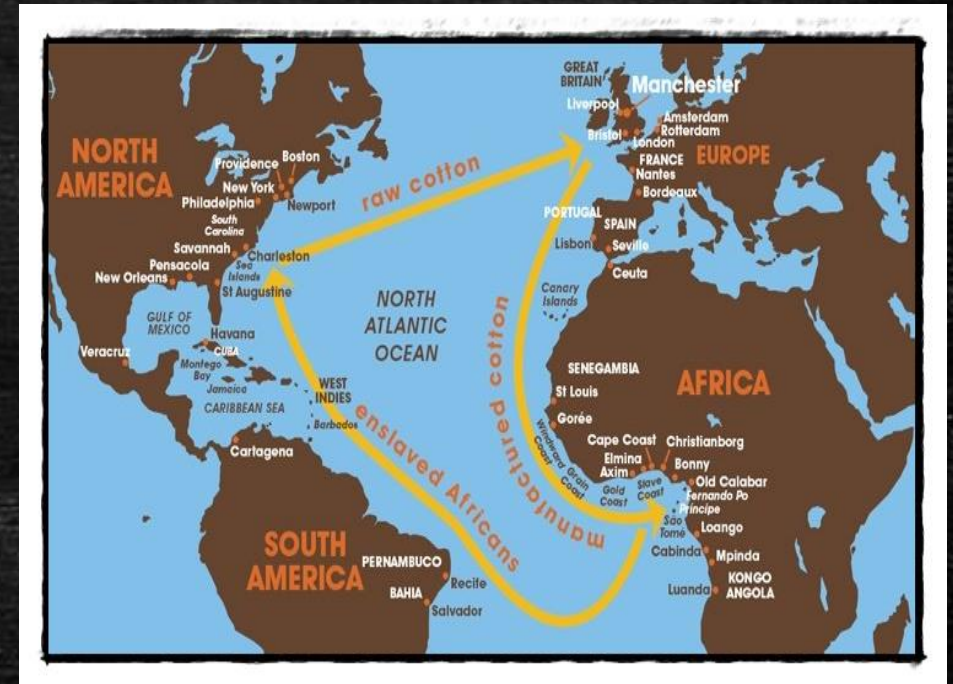 NORTH
AMERICA
Providence
Boston
New York
Newport
Philadelphia
South
Carolina
Savannah
Charleston
Sea
Islands
Pensacola
New Orleans
St Augustine
GULF OF
MEXICO
Havana
CUBA
Veracruz
Montego
Bay
Jamaica
WEST
INDIES
CARIBBEAN SEA
Barbados
Cartagena
raw cotton
NORTH
ATLANTIC
OCEAN
enslaved Africans
manufactured cotton
GREAT
BRITAIN
Manchester
Liverpool
Amsterdam
Rotterdam
Bristol
London
EUROPE
FRANCE
Nantes
Bordeaux
PORTUGAL
SPAIN
Lisbon
Seville
Ceuta
Canary
Islands
SENEGAMBIA
St Louis
AFRICA
Gorée
Windward
Coast
Grain
Coast
Cape Coast
Christianborg
Elmina
Axim
Bonny
Gold
Coast
Slave
Coast
Old Calabar
Fernando Po
Príncipe
São
Tomé
Loango
Cabinda
Mpinda
KONGO
Luanda
ANGOLA
SOUTH
AMERICA
PERNAMBUCO
Recife
BAHIA
Salvador